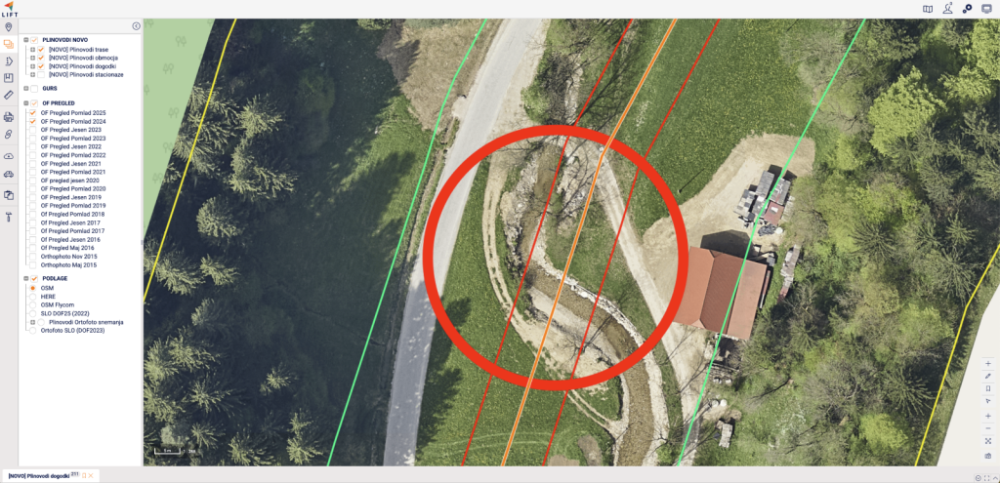 LIFT
PLINOVODI NOVO
[NOVO] Plinovodi trase
[NOVO] Plinovodi obmocja
[NOVO] Plinovodi dogodki
[NOVO] Plinovodi stacionaze
GURS
OF PREGLED
OF Pregled Pomlad 2025
OF Pregled Pomlad 2024
OF Pregled Jesen 2023
OF Pregled Pomlad 2023
OF Pregled Jesen 2022
OF Pregled Pomlad 2022
OF Pregled Jesen 2021
OF Pregled Pomlad 2021
OF pregled jesen 2020
OF Pregled Pomlad 2020
OF Pregled Jesen 2019
OF Pregled Pomlad 2019
OF Pregled Pomlad 2018
OF Pregled Jesen 2017
OF Pregled Pomlad 2017
OF Pregled Jesen 2016
Of Pregled Maj 2016
Orthophoto Nov 2015
Orthophoto Maj 2015
PODLAGE
OSM
HERE
OSM Flycom
SLO DOF25 (2022)
Plinovodi Ortofoto snemanja
Ortofoto SLO (DOF2023)
[NOVO] Plinovodi dogodki